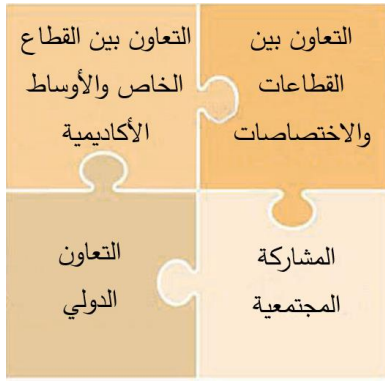 التعاون بين
القطاعات
والاختصاصات
التعاون بين القطاع
الخاص والأوساط
الأكاديمية
المشاركة
المجتمعية
التعاون
الدولي